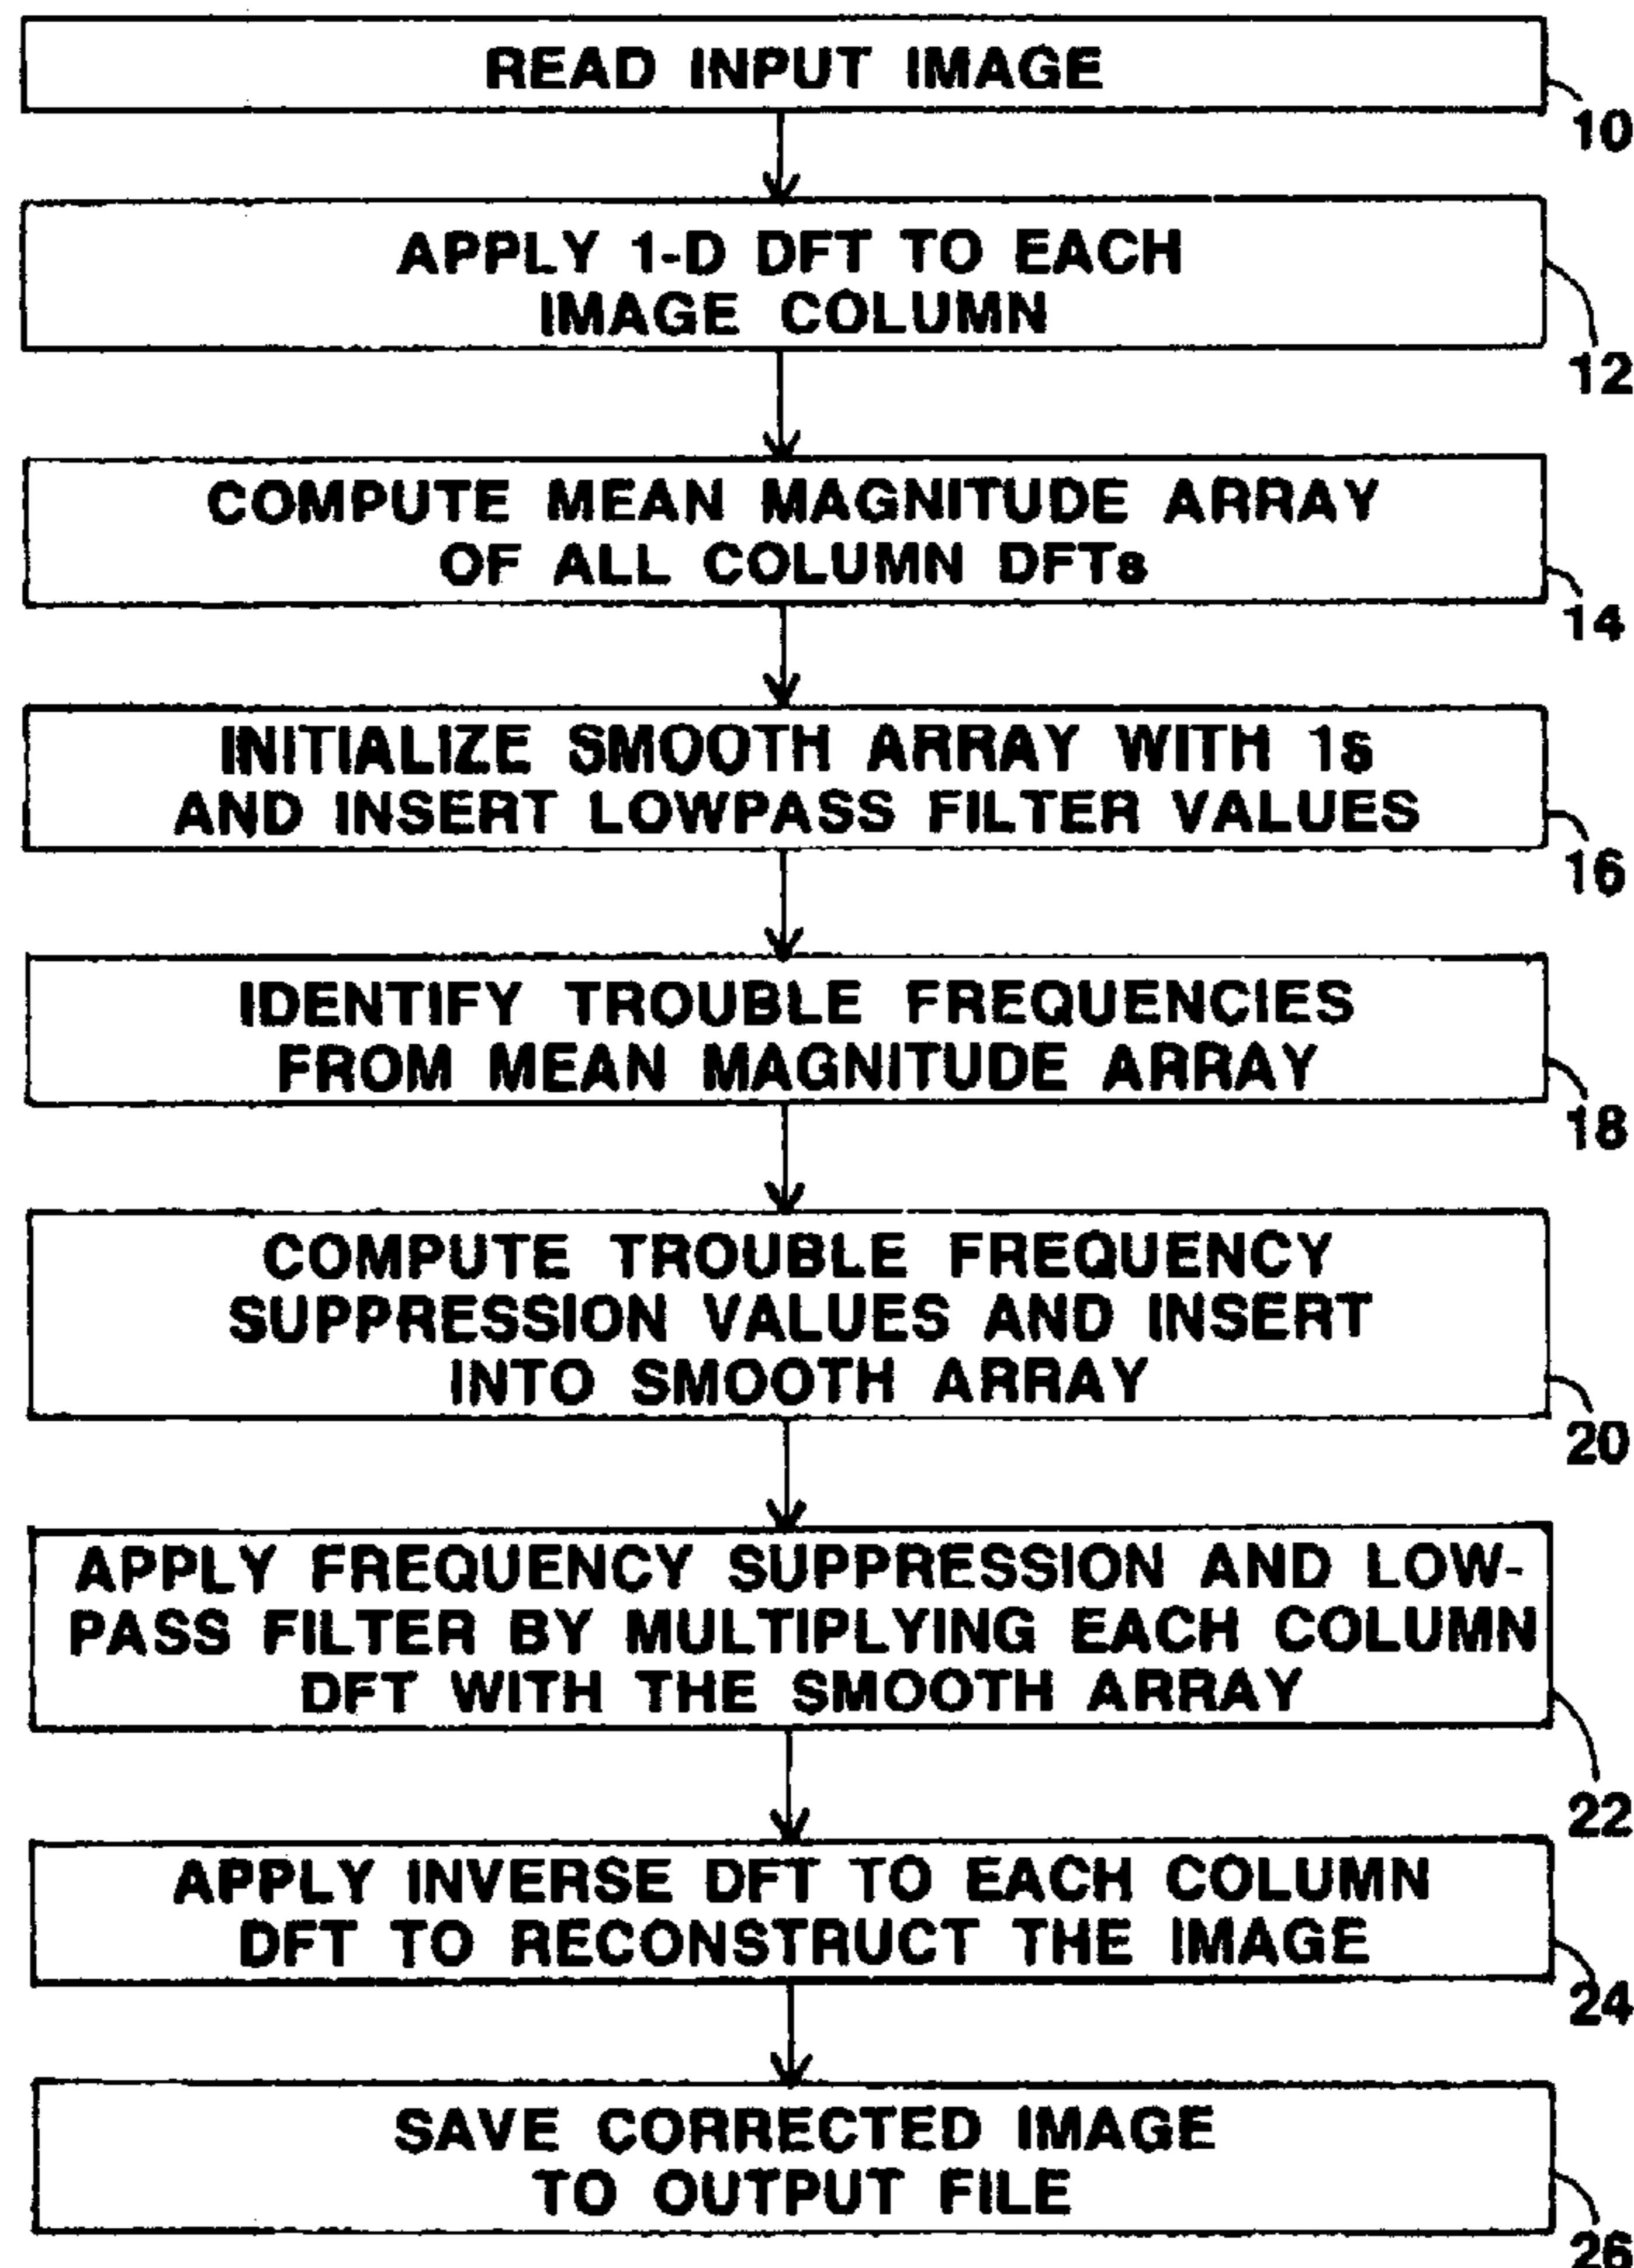 READ INPUT IMAGE
10
APPLY 1-D DFT TO EACH
IMAGE COLUMN
12
COMPUTE MEAN MAGNITUDE ARRAY
OF ALL COLUMN DFTs
14
INITIALIZE SMOOTH ARRAY WITH 1s
AND INSERT LOWPASS FILTER VALUES
16
IDENTIFY TROUBLE FREQUENCIES
FROM MEAN MAGNITUDE ARRAY
18
COMPUTE TROUBLE FREQUENCY
SUPPRESSION VALUES AND INSERT
INTO SMOOTH ARRAY
20
APPLY FREQUENCY SUPPRESSION AND LOW-
PASS FILTER BY MULTIPLYING EACH COLUMN
DFT WITH THE SMOOTH ARRAY
22
APPLY INVERSE DFT TO EACH COLUMN
DFT TO RECONSTRUCT THE IMAGE
24
SAVE CORRECTED IMAGE
TO OUTPUT FILE
26